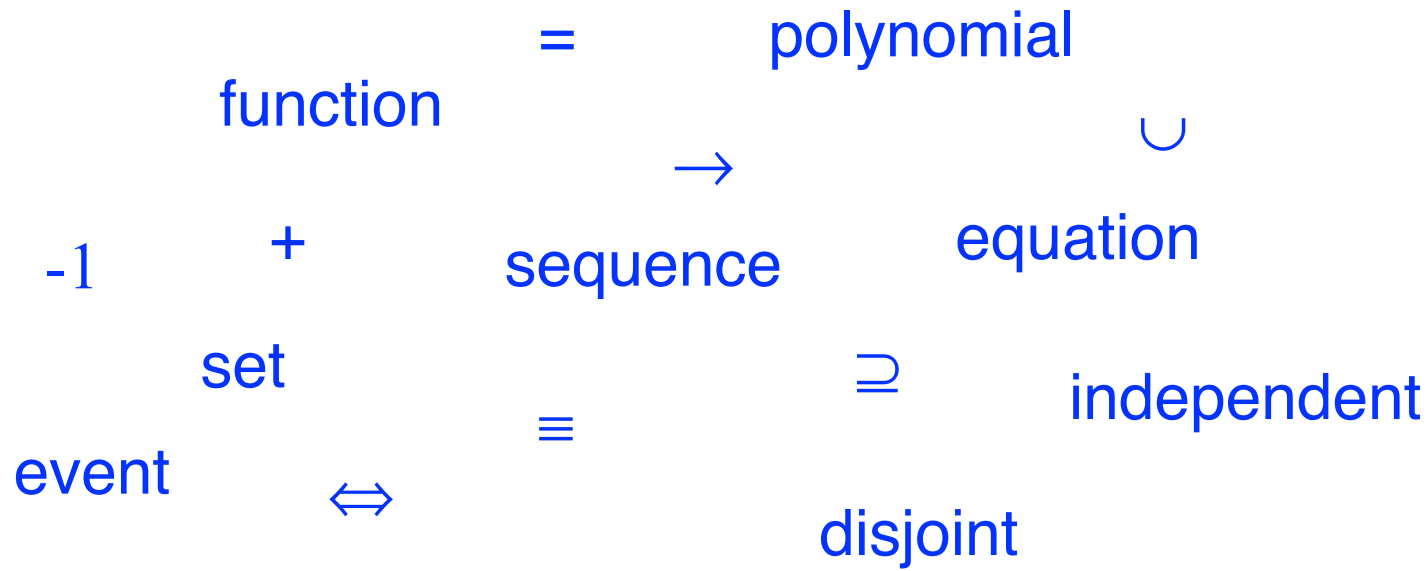 = polynomial
function
∪
→
-1 + sequence equation
set ⊇ independent
≡
event ⇔
disjoint